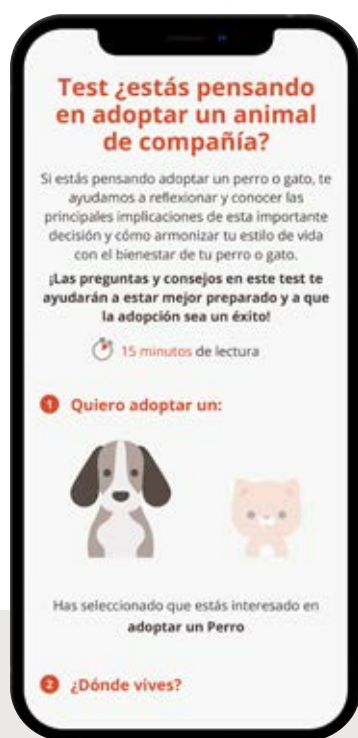 Test ¿estás pensando
en adoptar un animal
de compañía?
Si estás pensando adoptar un perro o gato, te
ayudamos a reflexionar y conocer las
principales implicaciones de esta importante
decisión y cómo armonizar tu estilo de vida
con el bienestar de tu perro o gato.
¡Las preguntas y consejos en este test te
ayudarán a estar mejor preparado y a que
la adopción sea un éxito!
15 minutos de lectura
1 Quiero adoptar un:
Has seleccionado que estás interesado en
adoptar un Perro
2 ¿Dónde vives?